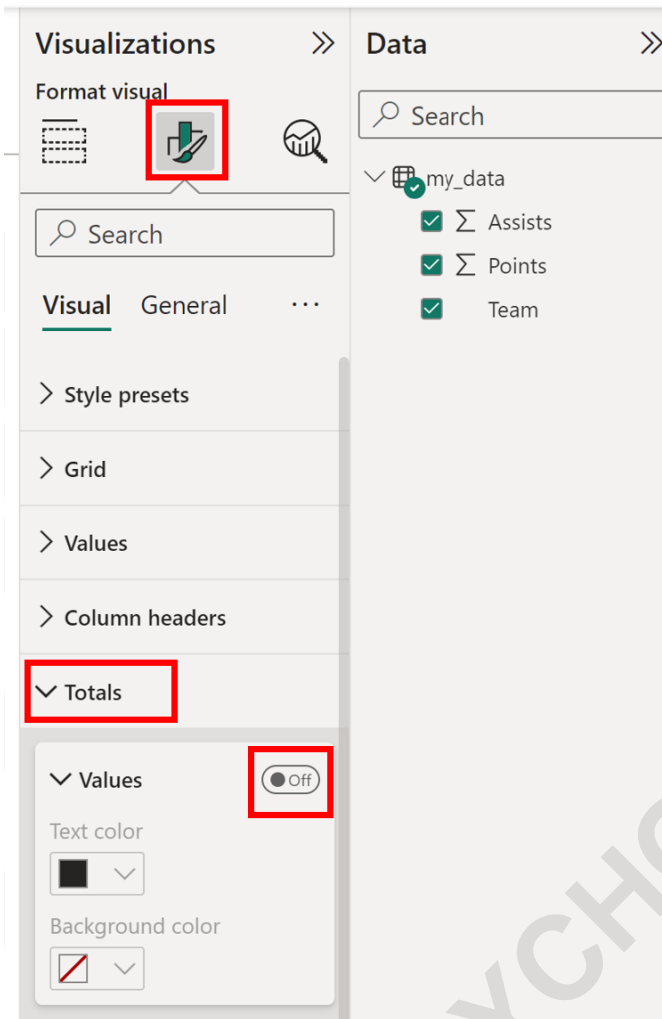 Visualizations
Format visual
Search
Visual General ...
Style presets
Grid
Values
Column headers
Totals
Values Off
Text color
Background color
Data
Search
my_data
Σ Assists
Σ Points
Team
YCHO